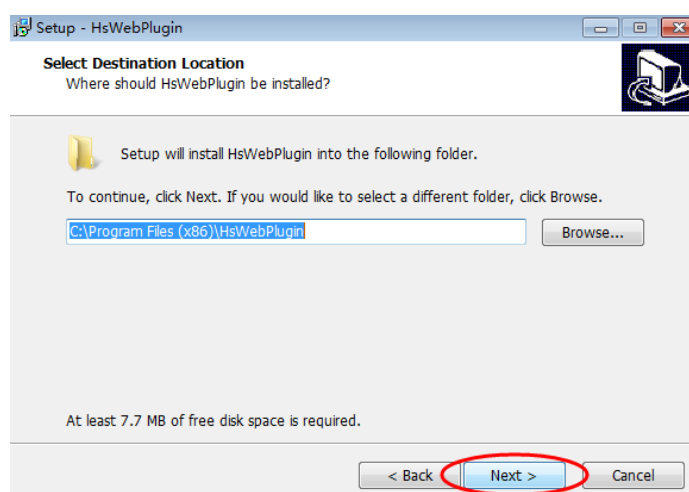 Setup - HsWebPlugin
Select Destination Location
Where should HsWebPlugin be installed?
Setup will install HsWebPlugin into the following folder.
To continue, click Next. If you would like to select a different folder, click Browse.
C:\Program Files (x86)\HsWebPlugin
Browse...
At least 7.7 MB of free disk space is required.
< Back
Next >
Cancel